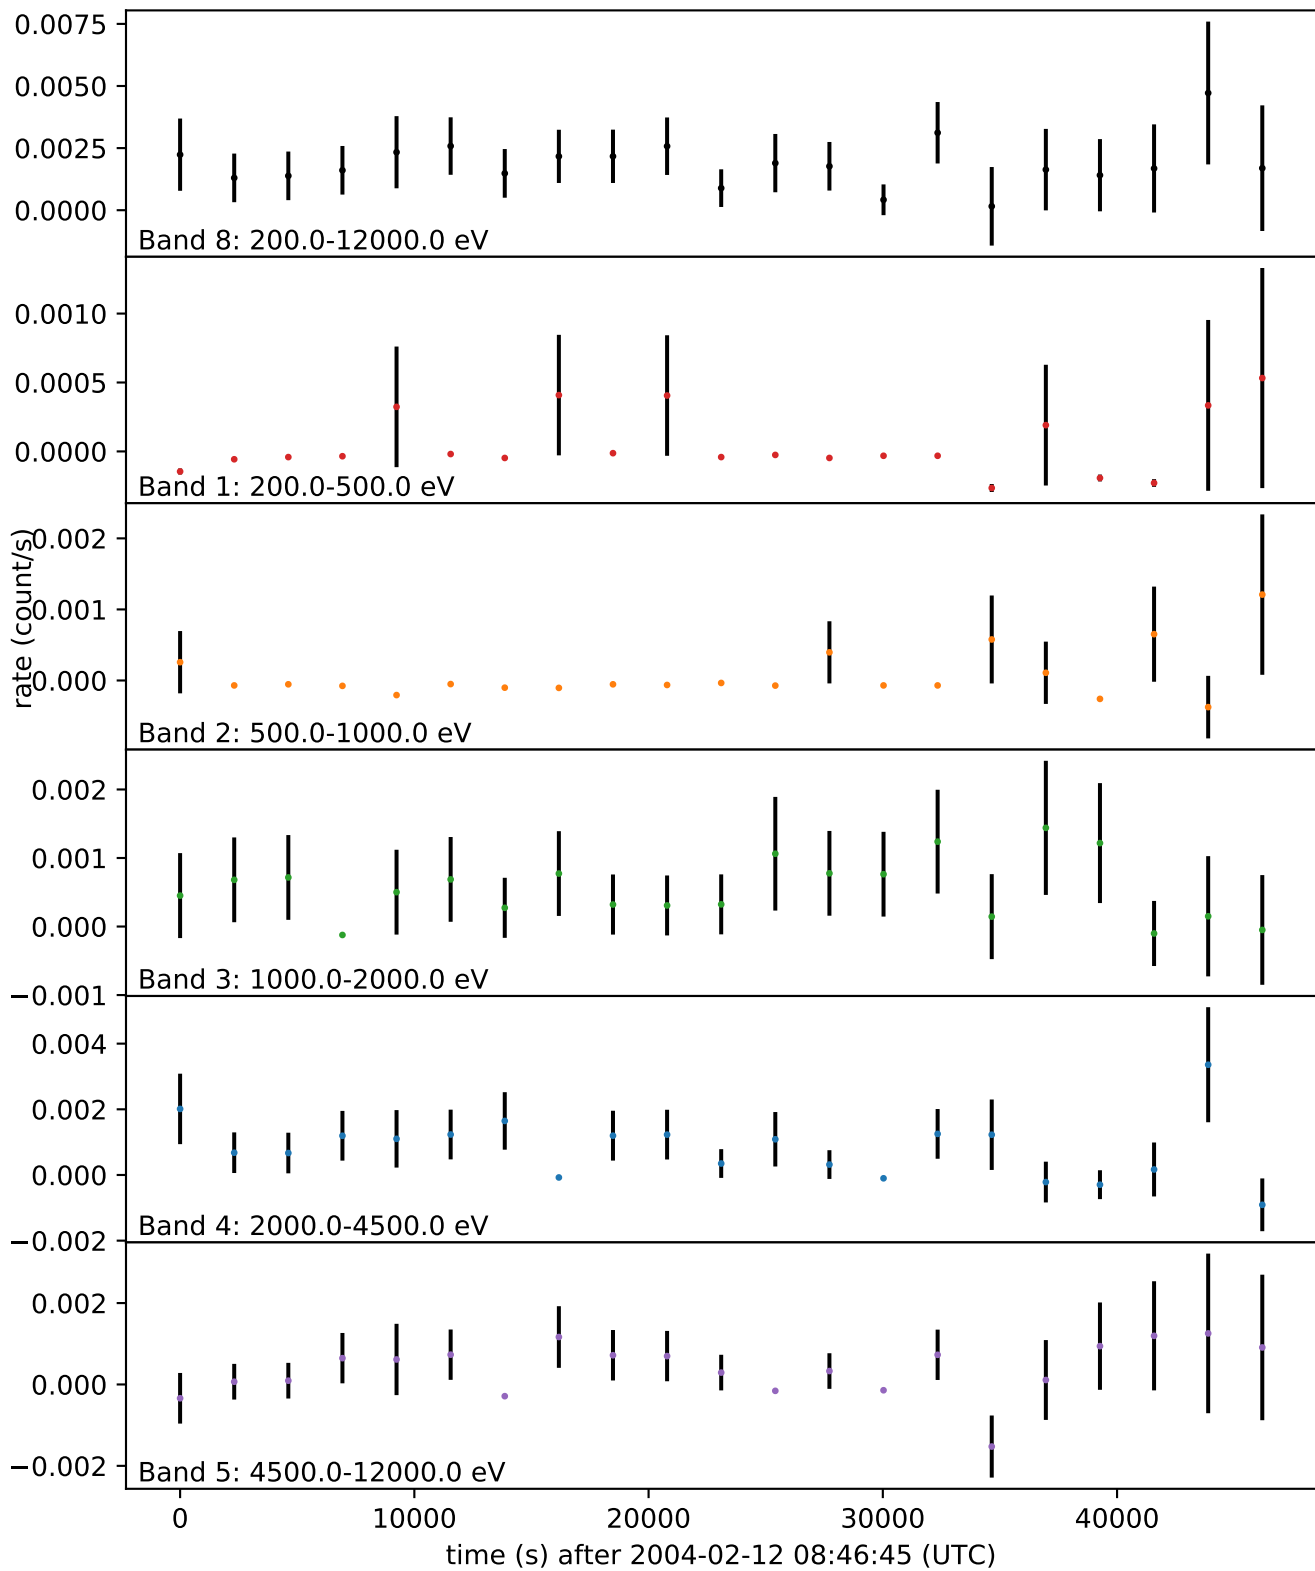 0.0075
0.0050
0.0025
0.0000
Band 8: 200.0-12000.0 eV
0.0010
0.0005
0.0000
Band 1: 200.0-500.0 eV
rate (count/s)
0.002
0.001
0.000
Band 2: 500.0-1000.0 eV
0.002
0.001
0.000
−0.001
Band 3: 1000.0-2000.0 eV
0.004
0.002
0.000
−0.002
Band 4: 2000.0-4500.0 eV
0.002
0.000
−0.002
Band 5: 4500.0-12000.0 eV
0 10000 20000 30000 40000
time (s) after 2004-02-12 08:46:45 (UTC)